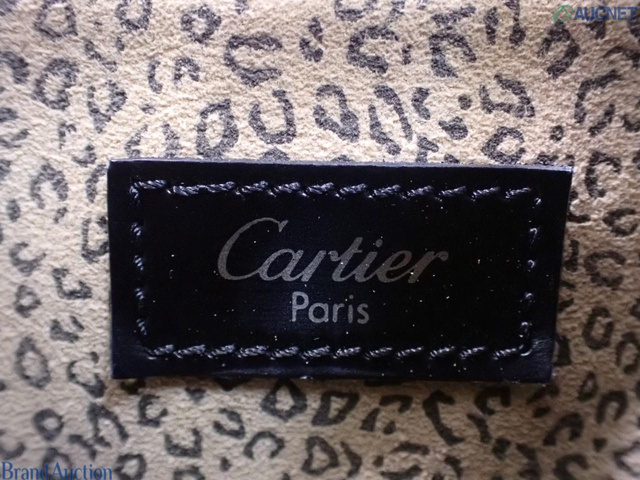 AUCNET
Cartier
Paris
Brand Auction